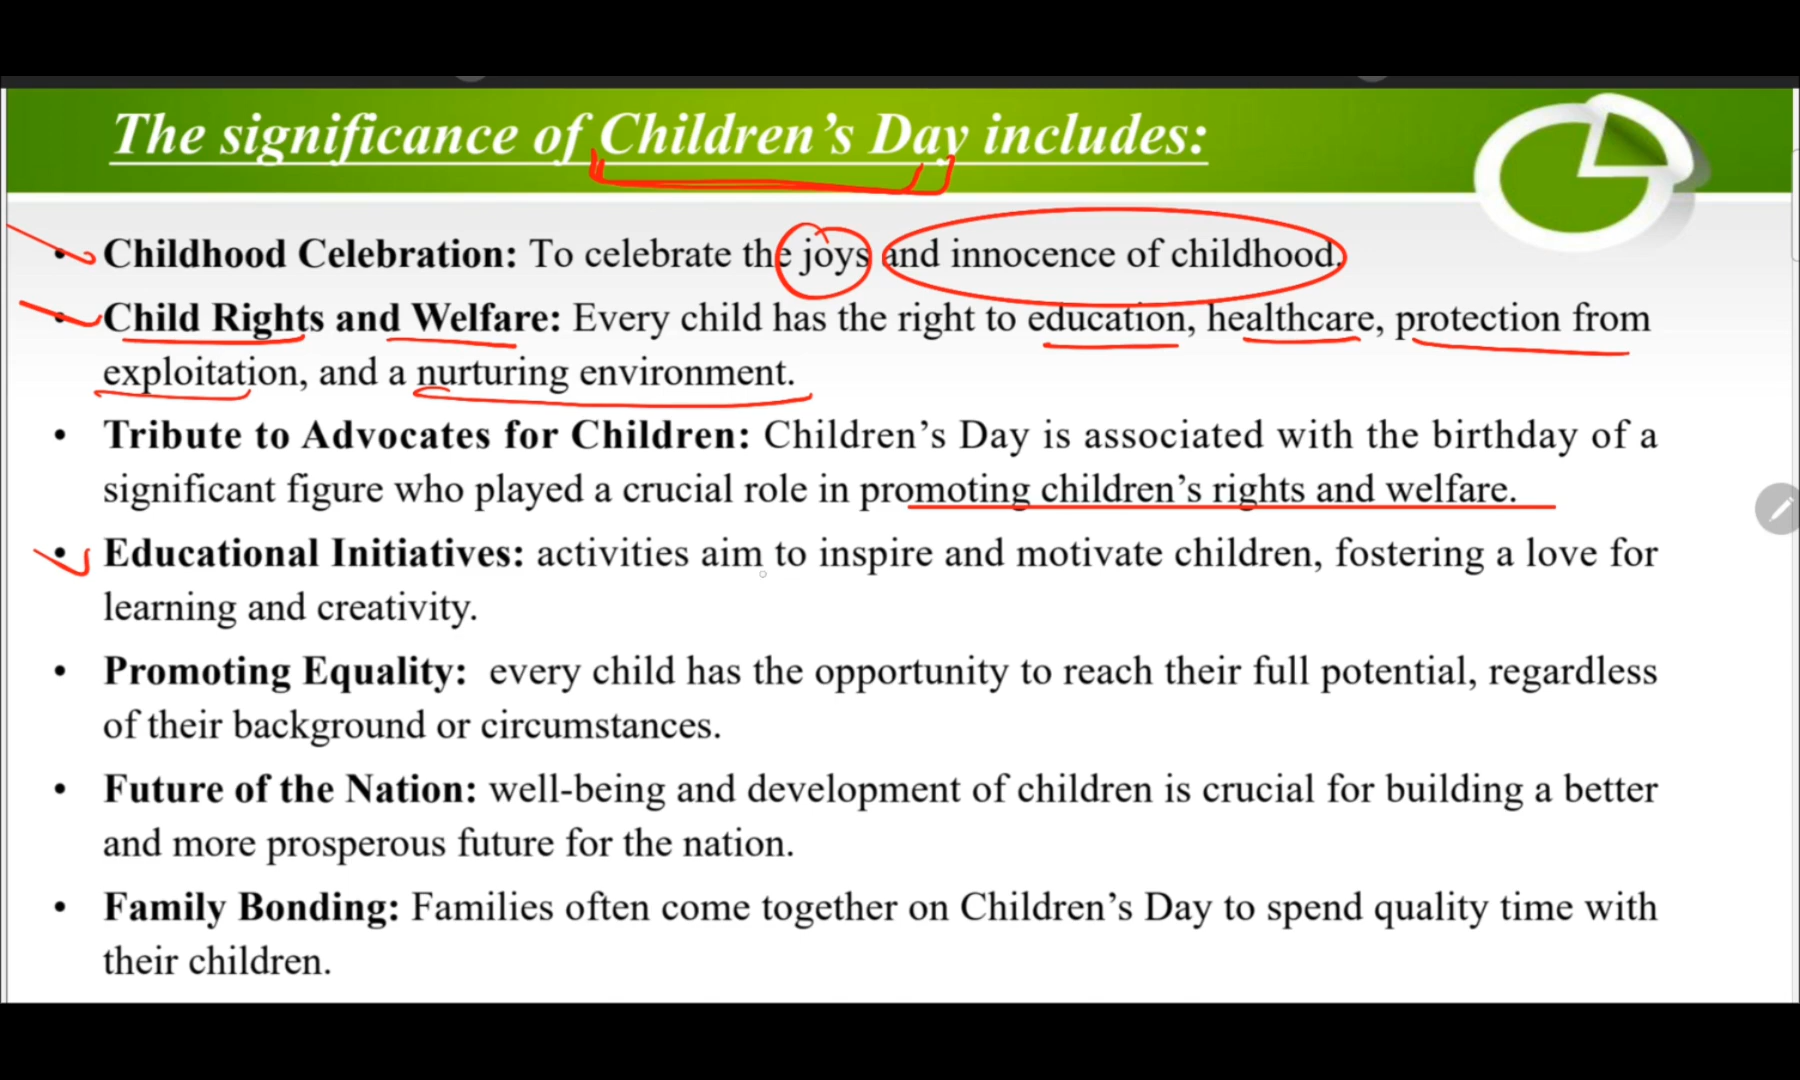 The significance of Children’s Day includes:
• Childhood Celebration: To celebrate the joys and innocence of childhood.
• Child Rights and Welfare: Every child has the right to education, healthcare, protection from
exploitation, and a nurturing environment.
• Tribute to Advocates for Children: Children’s Day is associated with the birthday of a
significant figure who played a crucial role in promoting children’s rights and welfare.
• Educational Initiatives: activities aim to inspire and motivate children, fostering a love for
learning and creativity.
• Promoting Equality: every child has the opportunity to reach their full potential, regardless
of their background or circumstances.
• Future of the Nation: well-being and development of children is crucial for building a better
and more prosperous future for the nation.
• Family Bonding: Families often come together on Children’s Day to spend quality time with
their children.